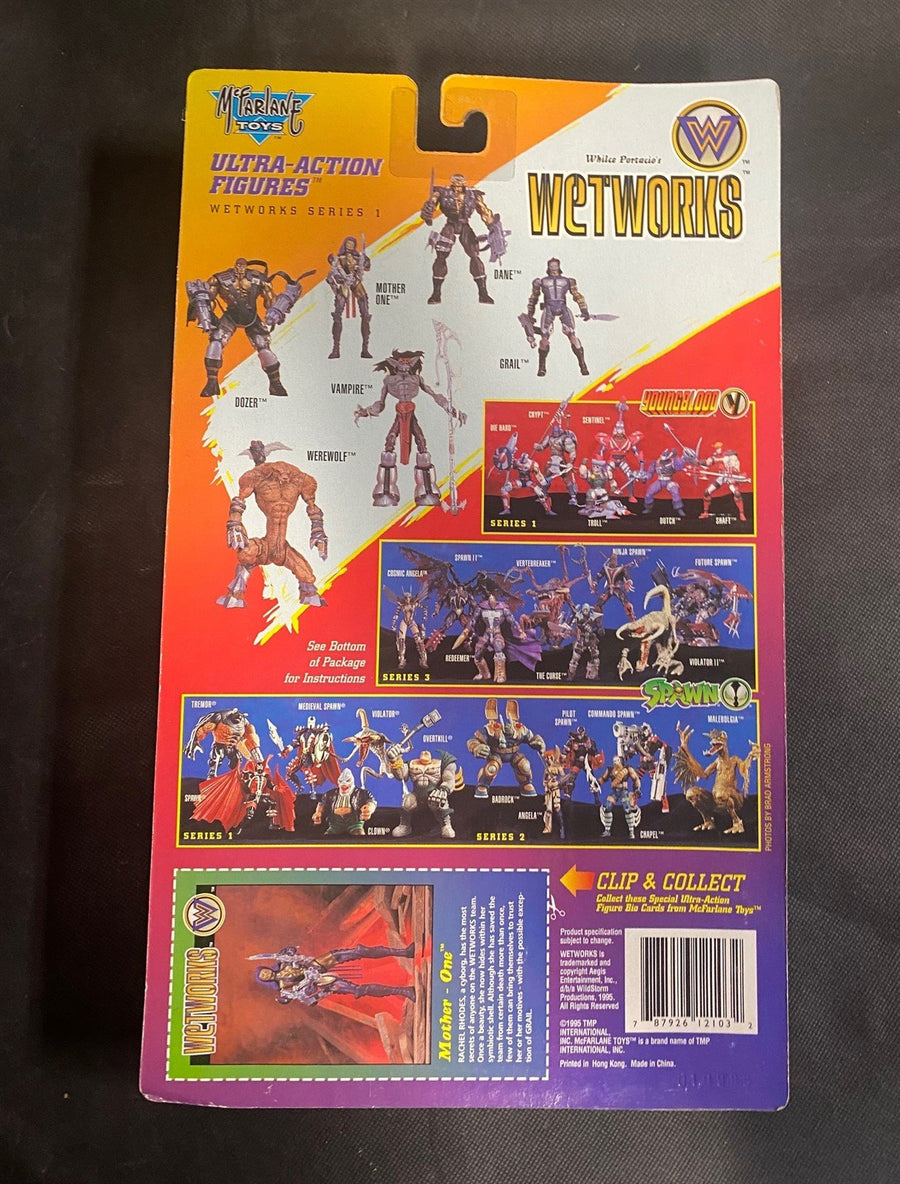 McFARLANE
TOYS™
ULTRA-ACTION
FIGURES™
WETWORKS SERIES 1
W
™
Whilce Portacio's
™
WETWORKS
DANE™
MOTHER
ONE™
GRAIL™
DOZER™
VAMPIRE™
WEREWOLF™
YOUNGBLOOD Y
CRYPT™
SENTINEL™
DIE HARD™
TROLL™
DUTCH™
SHAFT™
SERIES 1
SPAWN II™
NINJA SPAWN™
COSMIC ANGELA™
VERTEBREAKER™
FUTURE SPAWN™
REDEEMER™
THE CURSE™
VIOLATOR II™
SERIES 3
See Bottom
of Package
for Instructions
SPAWN
TREMOR®
MEDIEVAL SPAWN®
VIOLATOR®
OVERTKILL®
PILOT
SPAWN™
COMMANDO SPAWN™
MALEBOLGIA™
SPAWN®
CLOWN®
BADROCK™
ANGELA™
CHAPEL™
SERIES 1
SERIES 2
PHOTOS BY BRAD ARMSTRONG
CLIP & COLLECT
Collect these Special Ultra-Action
Figure Bio Cards from McFarlane Toys™
W
WETWORKS
Mother - One™
RACHEL RHODES, a cyborg, has the most
secrets of anyone on the WETWORKS team.
Once a beauty, she now hides within her
symbiotic shell. Although she has saved the
team from certain death more than once,
few of them can bring themselves to trust
her or her motives - with the possible excep-
tion of GRAIL.
Product specification
subject to change.
WETWORKS is
trademarked and
copyright Aegis
Entertainment, Inc.,
d/b/a WildStorm
Productions, 1995.
All Rights Reserved
©1995 TMP
INTERNATIONAL,
INC. McFARLANE TOYS™ is a brand name of TMP
INTERNATIONAL, INC.
Printed in Hong Kong. Made in China.
7 87926 12103 2